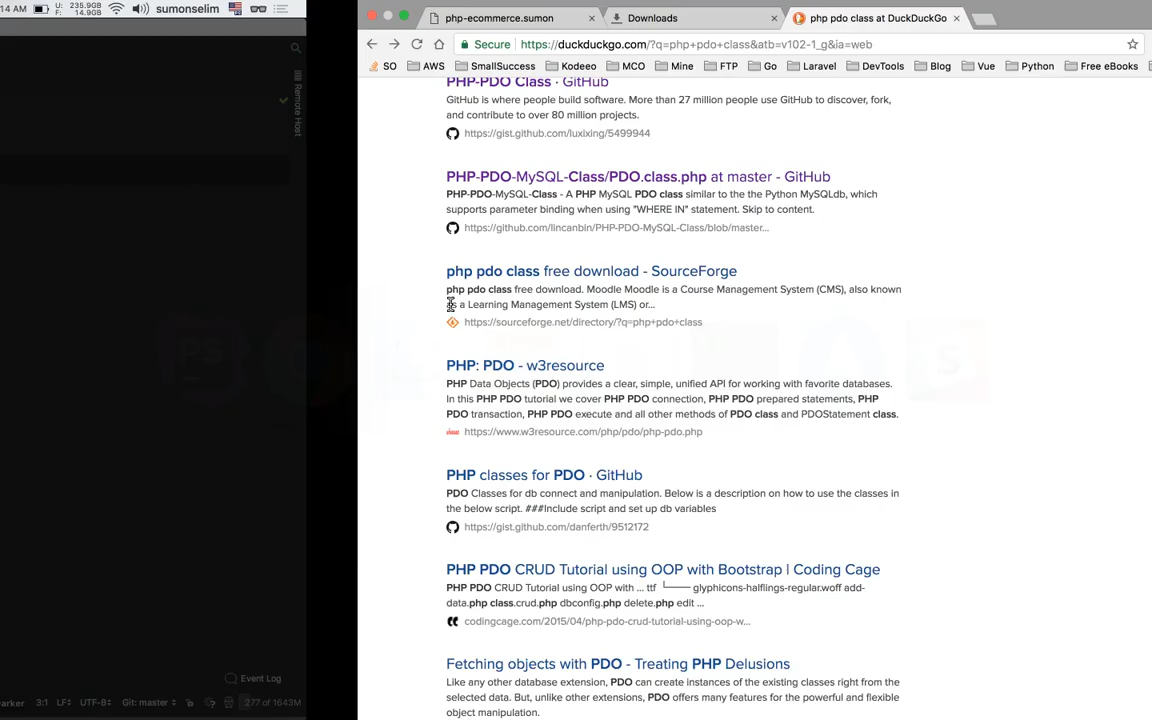 14 AM U: 235.9GB F: 14.9GB sumonselim
php-ecommerce.sumon
Downloads
php pdo class at DuckDuckGo
Secure https://duckduckgo.com/?q=php+pdo+class&atb=v102-1_g&ia=web
SO AWS SmallSuccess Kodeeo MCO Mine FTP Go Laravel DevTools Blog Vue Python Free eBooks
Remote Host
PHP-PDO Class · GitHub
GitHub is where people build software. More than 27 million people use GitHub to discover, fork,
and contribute to over 80 million projects.
https://gist.github.com/luxixing/5499944
PHP-PDO-MySQL-Class/PDO.class.php at master - GitHub
PHP-PDO-MySQL-Class - A PHP MySQL PDO class similar to the the Python MySQLdb, which
supports parameter binding when using "WHERE IN" statement. Skip to content.
https://github.com/lincanbin/PHP-PDO-MySQL-Class/blob/master...
php pdo class free download - SourceForge
php pdo class free download. Moodle Moodle is a Course Management System (CMS), also known
as a Learning Management System (LMS) or...
https://sourceforge.net/directory/?q=php+pdo+class
PHP: PDO - w3resource
PHP Data Objects (PDO) provides a clear, simple, unified API for working with favorite databases.
In this PHP PDO tutorial we cover PHP PDO connection, PHP PDO prepared statements, PHP
PDO transaction, PHP PDO execute and all other methods of PDO class and PDOStatement class.
https://www.w3resource.com/php/pdo/php-pdo.php
PHP classes for PDO · GitHub
PDO Classes for db connect and manipulation. Below is a description on how to use the classes in
the below script. ###Include script and set up db variables
https://gist.github.com/danferth/9512172
PHP PDO CRUD Tutorial using OOP with Bootstrap | Coding Cage
PHP PDO CRUD Tutorial using OOP with ... ttf └── glyphicons-halflings-regular.woff add-
data.php class.crud.php dbconfig.php delete.php edit ...
codingcage.com/2015/04/php-pdo-crud-tutorial-using-oop-w...
Fetching objects with PDO - Treating PHP Delusions
Like any other database extension, PDO can create instances of the existing classes right from the
selected data. But, unlike other extensions, PDO offers many features for the powerful and flexible
object manipulation.
Event Log
arker 3:1 LF UTF-8 Git: master 277 of 1643M